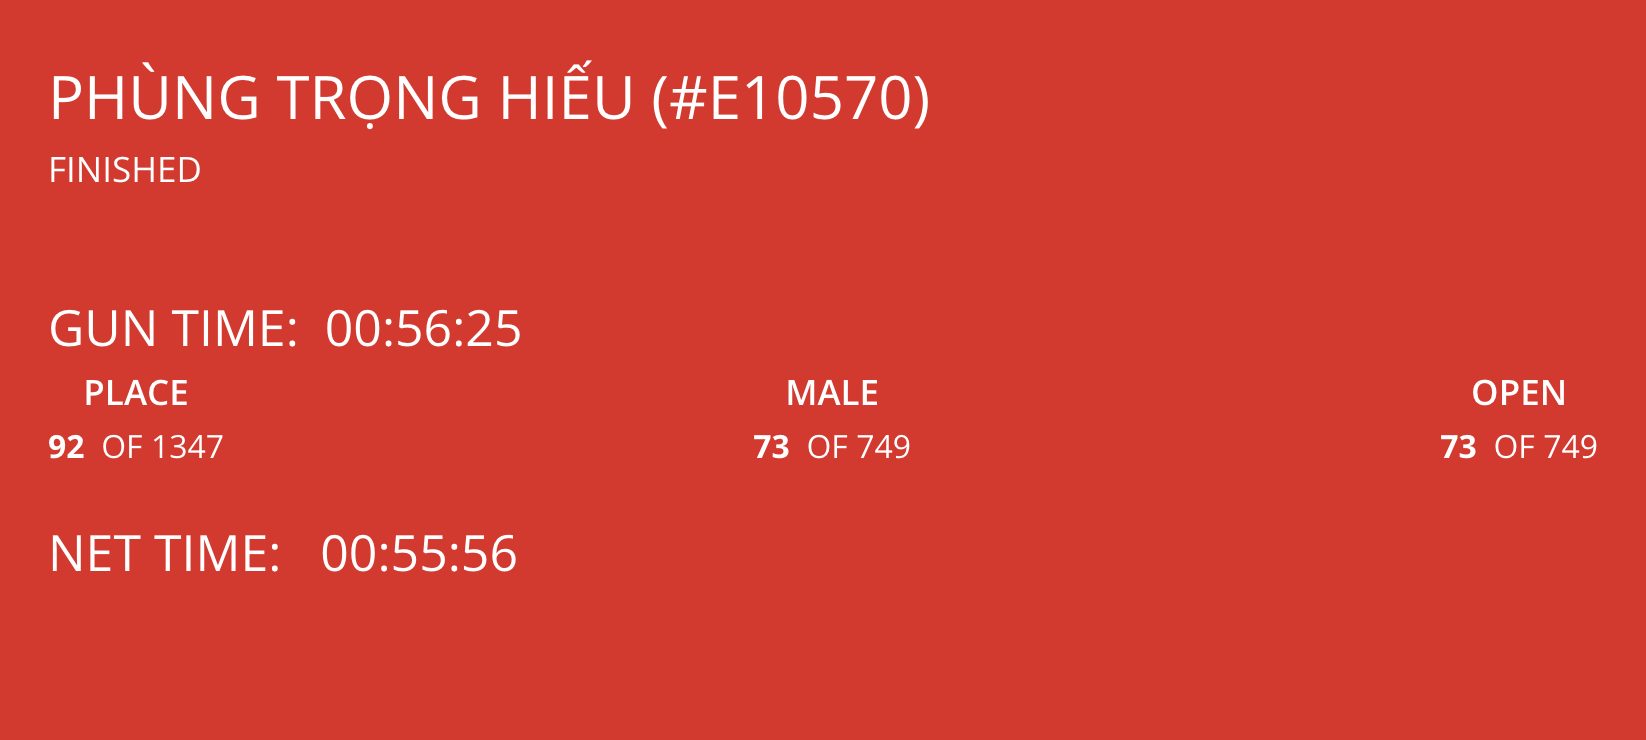 PHÙNG TRỌNG HIẾU (#E10570)
FINISHED
GUN TIME: 00:56:25
PLACE MALE OPEN
92 OF 1347 73 OF 749 73 OF 749
NET TIME: 00:55:56